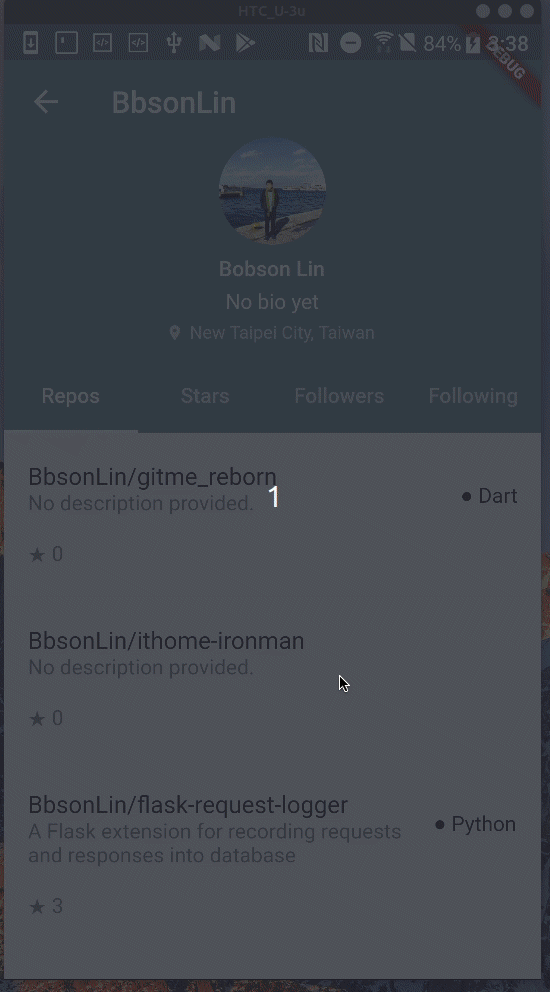 HTC_U-3u
84% 3:38
DEBUG
BbsonLin
Bobson Lin
No bio yet
New Taipei City, Taiwan
Repos Stars Followers Following
BbsonLin/gitme_reborn
No description provided.
● Dart
1
★ 0
BbsonLin/ithome-ironman
No description provided.
★ 0
BbsonLin/flask-request-logger
A Flask extension for recording requests
and responses into database
● Python
★ 3